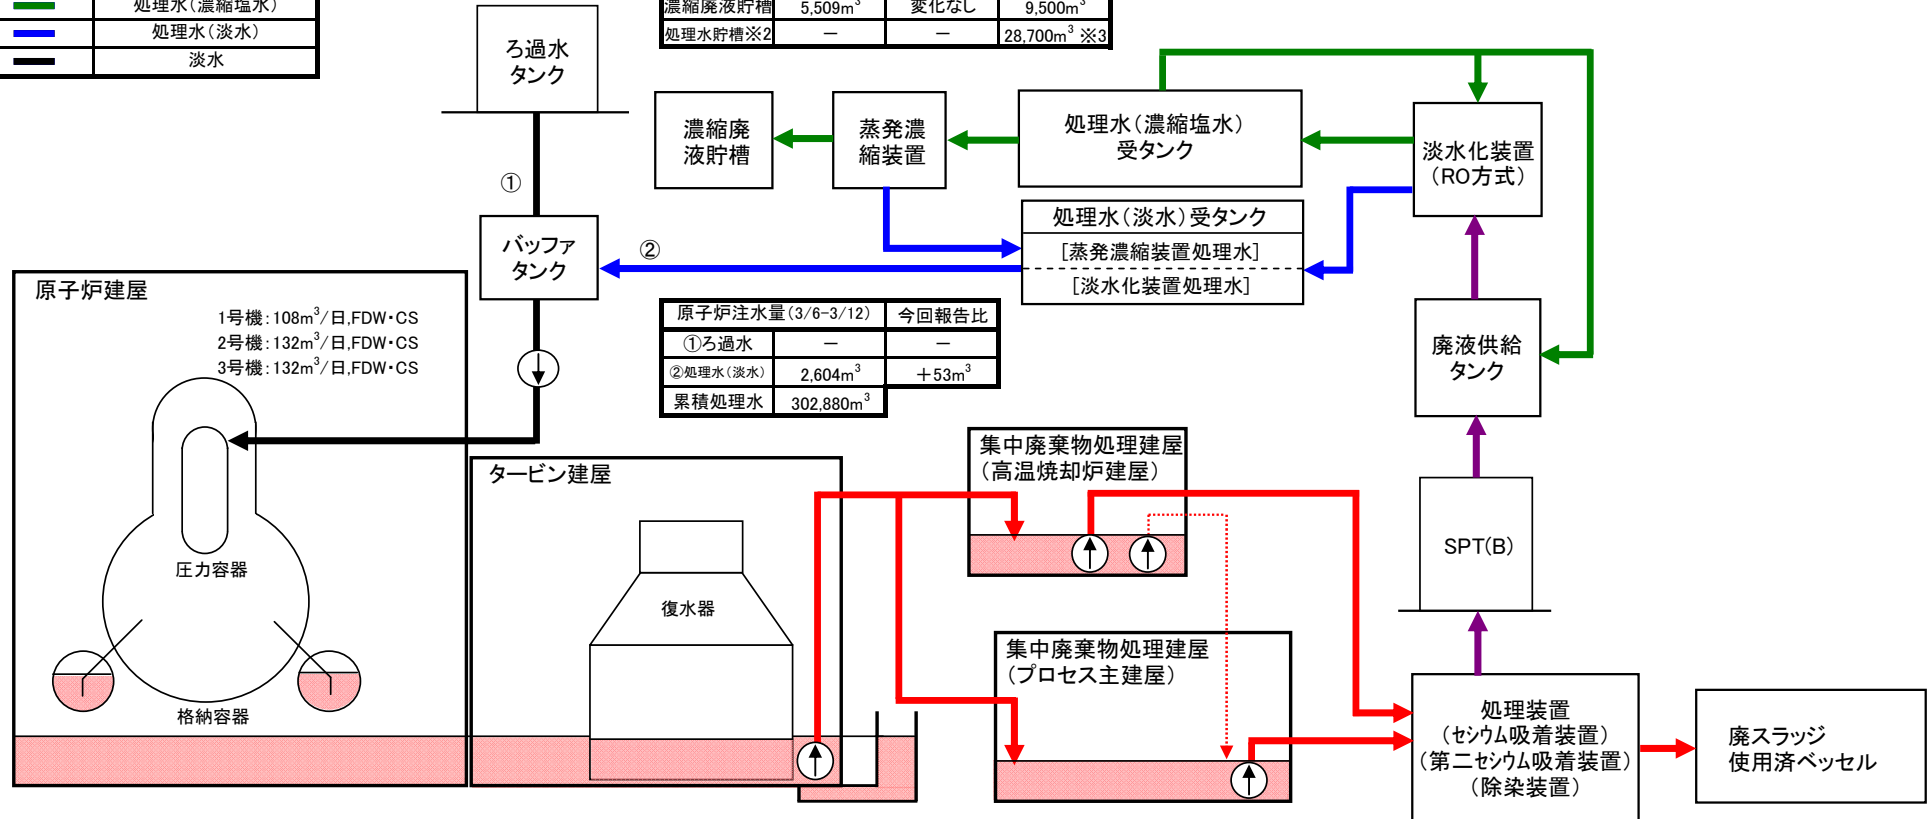 処理水(濃縮塩水)
処理水(淡水)
淡水
濃縮廃液貯槽 5,509m³ 変化なし 9,500m³
処理水貯槽※2 － － 28,700m³ ※3
ろ過水
タンク
①
バッファ
タンク
②
濃縮廃
液貯槽
蒸発濃
縮装置
処理水(濃縮塩水)
受タンク
淡水化装置
(RO方式)
処理水(淡水)受タンク
[蒸発濃縮装置処理水]
[淡水化装置処理水]
廃液供給
タンク
SPT(B)
原子炉注水量(3/6-3/12) 今回報告比
①ろ過水 － －
②処理水(淡水) 2,604m³ ＋53m³
累積処理水 302,880m³
原子炉建屋
1号機:108m³/日,FDW・CS
2号機:132m³/日,FDW・CS
3号機:132m³/日,FDW・CS
圧力容器
格納容器
タービン建屋
復水器
集中廃棄物処理建屋
(高温焼却炉建屋)
集中廃棄物処理建屋
(プロセス主建屋)
処理装置
(セシウム吸着装置)
(第二セシウム吸着装置)
(除染装置)
廃スラッジ
使用済ベッセル